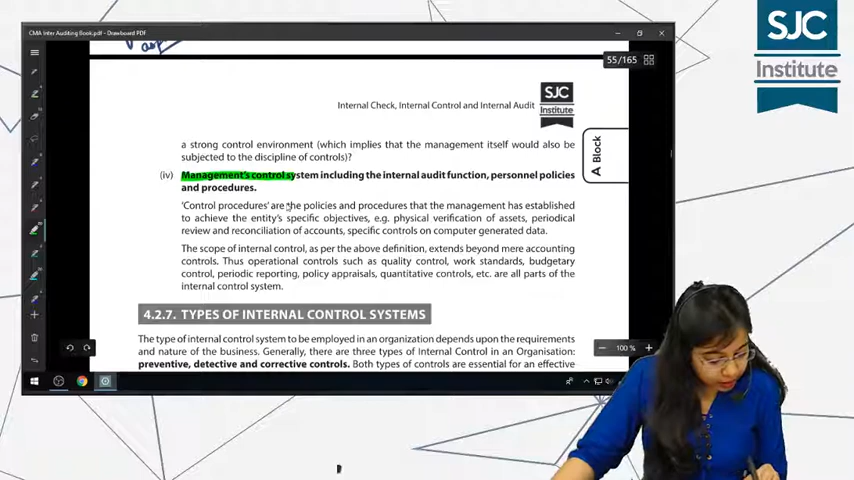 CMA Inter Auditing Book.pdf - Drawboard PDF
55/165
SJC
Institute
SJC
Institute
Internal Check, Internal Control and Internal Audit
A Block
a strong control environment (which implies that the management itself would also be
subjected to the discipline of controls)?
(iv) Management's control system including the internal audit function, personnel policies
and procedures.
'Control procedures' are the policies and procedures that the management has established
to achieve the entity's specific objectives, e.g. physical verification of assets, periodical
review and reconciliation of accounts, specific controls on computer generated data.
The scope of internal control, as per the above definition, extends beyond mere accounting
controls. Thus operational controls such as quality control, work standards, budgetary
control, periodic reporting, policy appraisals, quantitative controls, etc. are all parts of the
internal control system.
4.2.7. TYPES OF INTERNAL CONTROL SYSTEMS
The type of internal control system to be employed in an organization depends upon the requirements
and nature of the business. Generally, there are three types of Internal Control in an Organisation:
preventive, detective and corrective controls. Both types of controls are essential for an effective
100 %